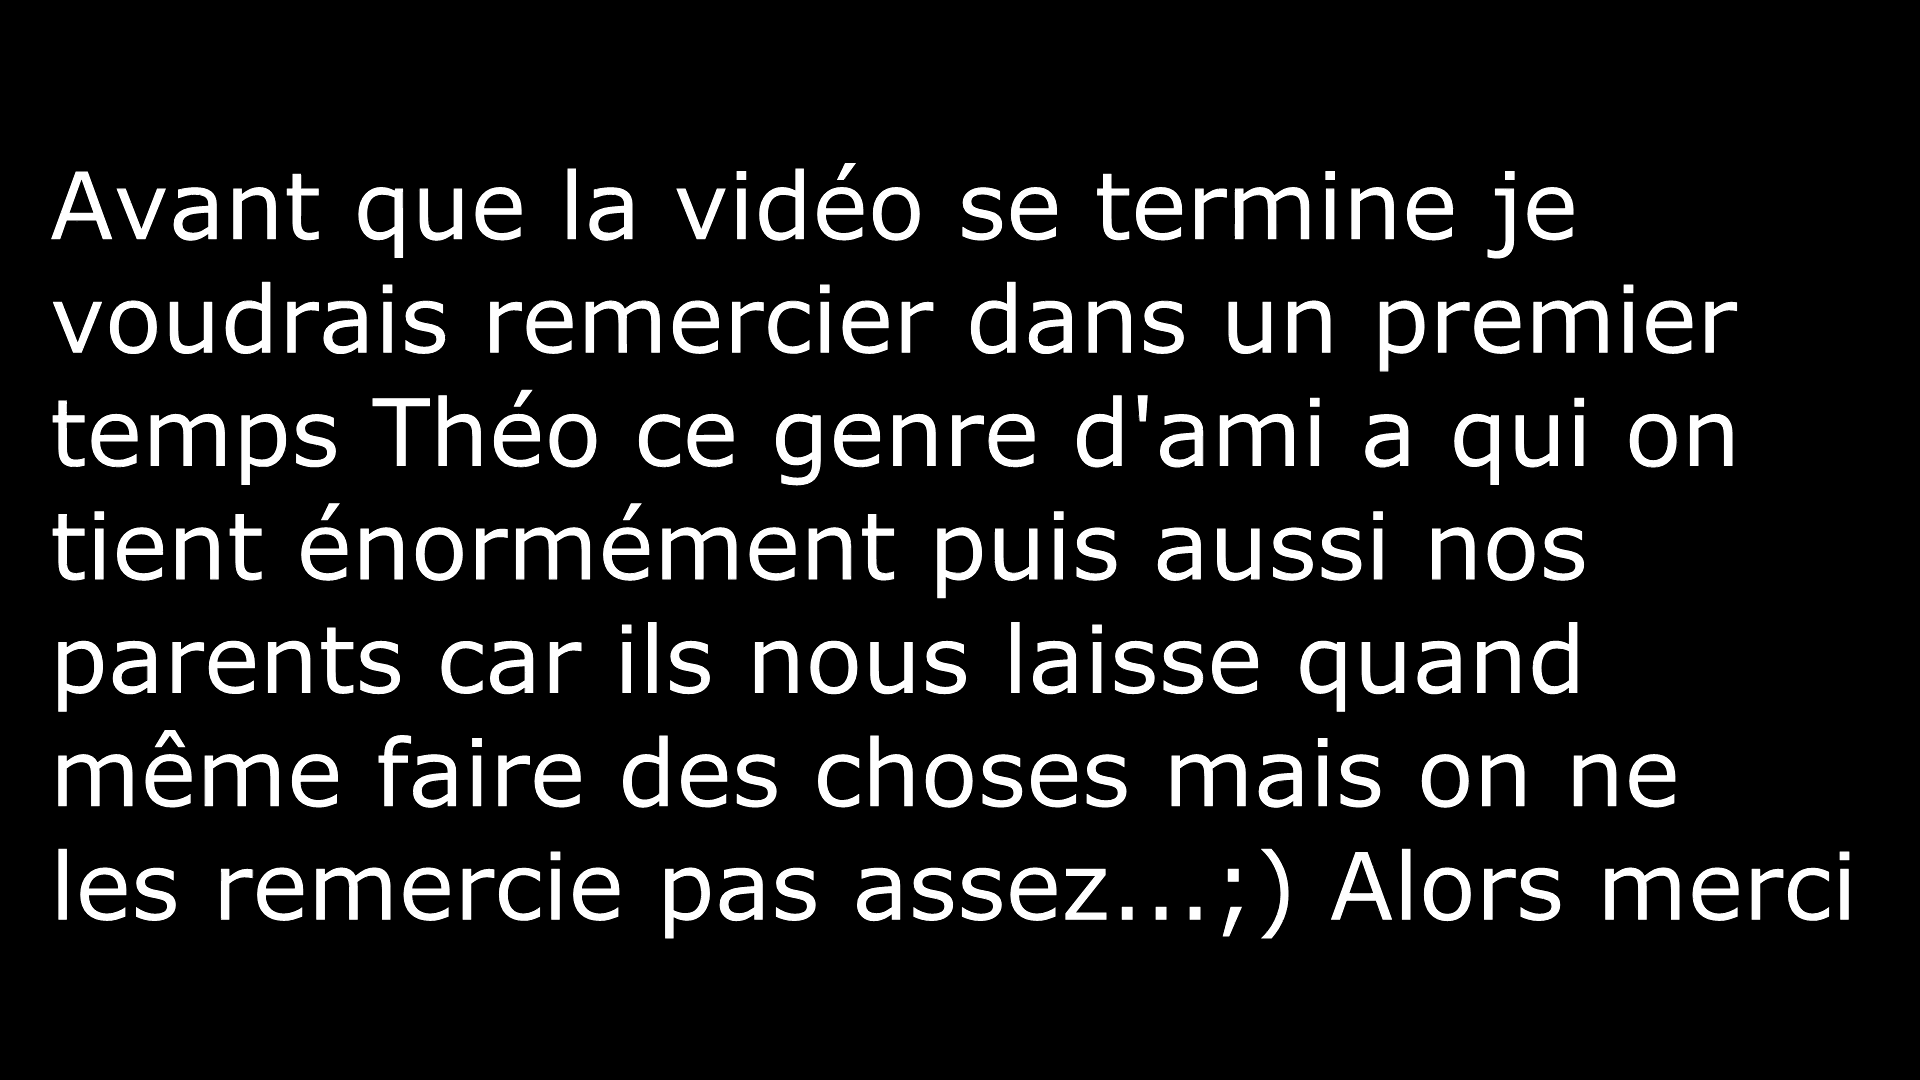 Avant que la vidéo se termine je
voudrais remercier dans un premier
temps Théo ce genre d'ami a qui on
tient énormément puis aussi nos
parents car ils nous laisse quand
même faire des choses mais on ne
les remercie pas assez...;) Alors merci